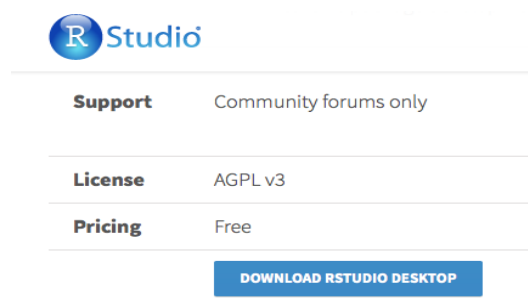 R Studio
Support Community forums only
License AGPL v3
Pricing Free
DOWNLOAD RSTUDIO DESKTOP